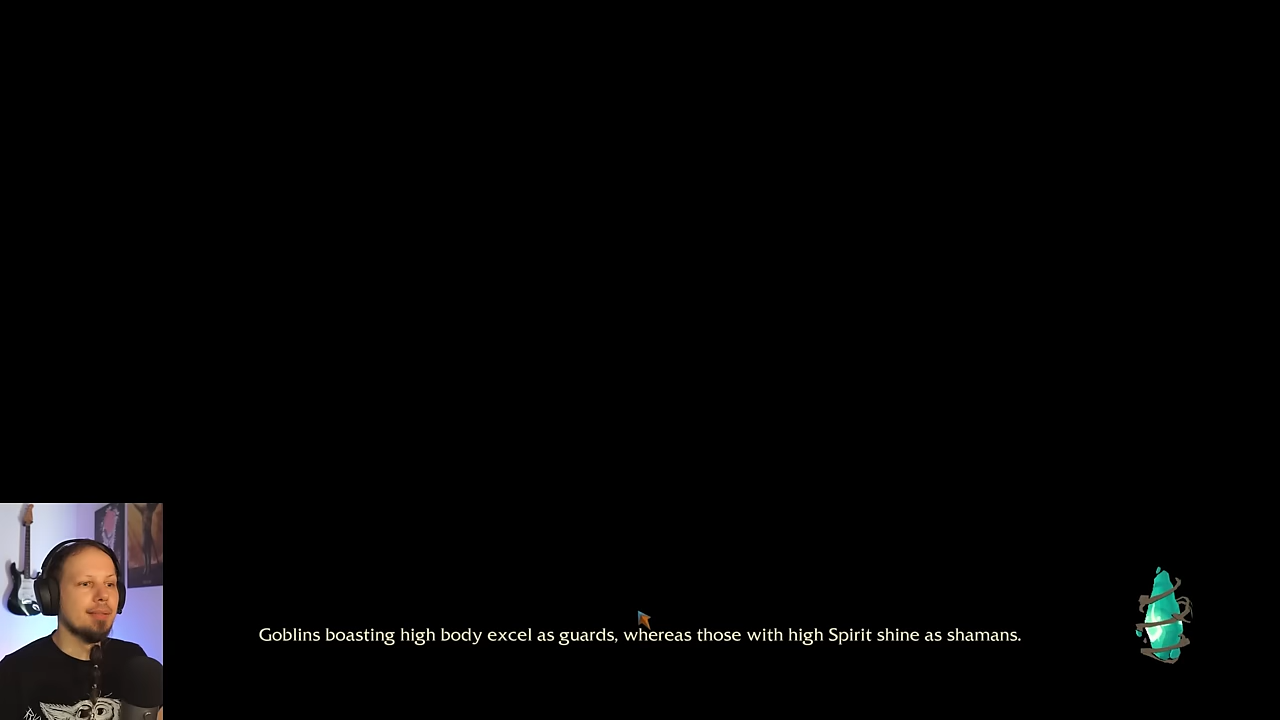 Goblins boasting high body excel as guards, whereas those with high Spirit shine as shamans.